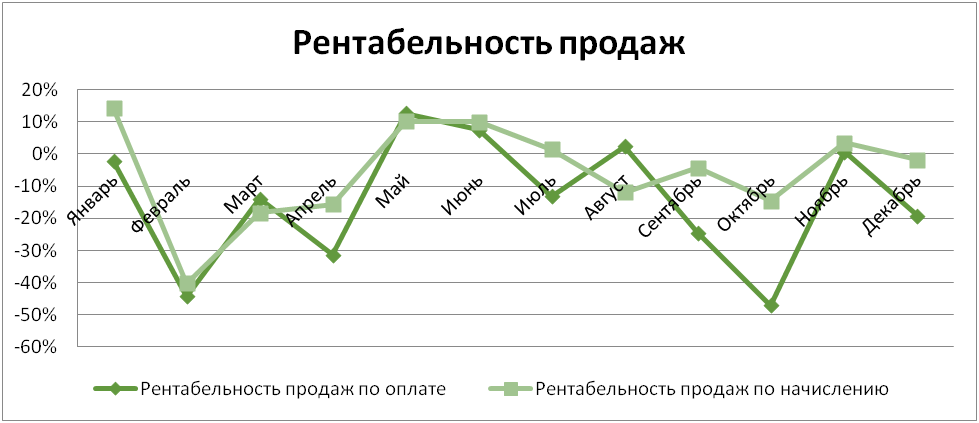 Рентабельность продаж
20%
10%
0%
-10%
-20%
-30%
-40%
-50%
-60%
Январь
Февраль
Март
Апрель
Май
Июнь
Июль
Август
Сентябрь
Октябрь
Ноябрь
Декабрь
Рентабельность продаж по оплате
Рентабельность продаж по начислению